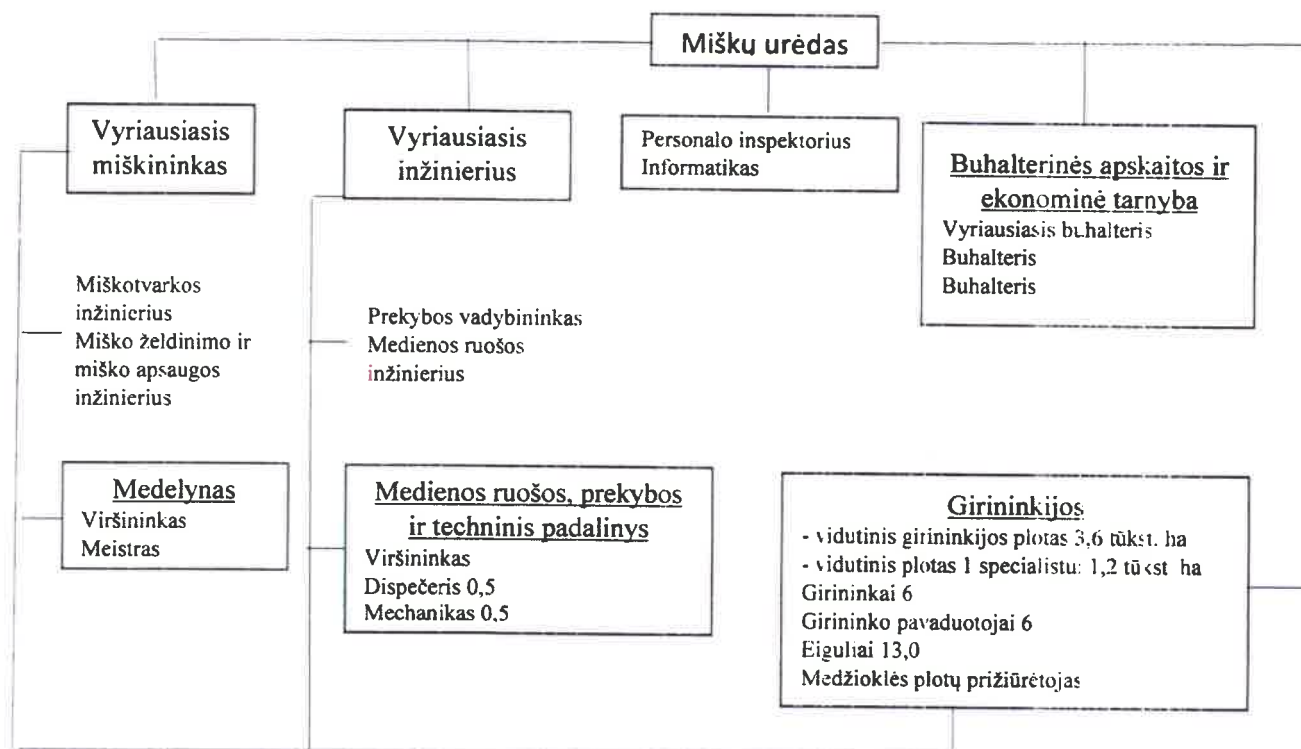 Miškų urėdas
Vyriausiasis
miškininkas
Vyriausiasis
inžinierius
Personalo inspektorius
Informatikas
Buhalterinės apskaitos ir
ekonominė tarnyba
Vyriausiasis buhalteris
Buhalteris
Buhalteris
Miškotvarkos
inžinierius
Miško želdinimo ir
miško apsaugos
inžinierius
Prekybos vadybininkas
Medienos ruošos
inžinierius
Medelynas
Viršininkas
Meistras
Medienos ruošos, prekybos
ir techninis padalinys
Viršininkas
Dispečeris 0,5
Mechanikas 0,5
Girininkijos
- vidutinis girininkijos plotas 3,6 tūkst. ha
- vidutinis plotas 1 specialistui 1,2 tūkst ha
Girininkai 6
Girininko pavaduotojai 6
Eiguliai 13,0
Medžioklės plotų prižiūrėtojas